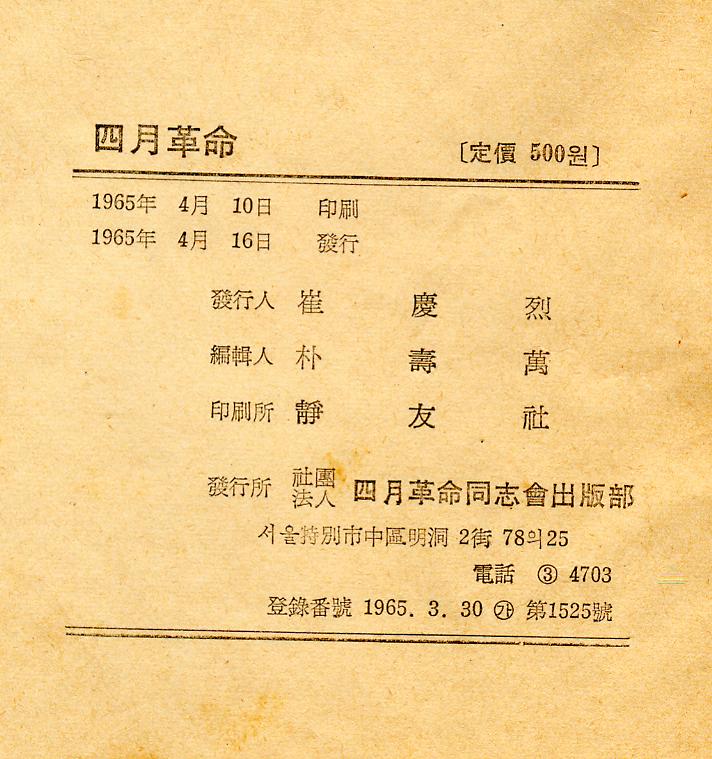 四月革命 〔定價 500원〕
1965年 4月 10日 印刷
1965年 4月 16日 發行
發行人 崔慶烈
編輯人 朴壽萬
印刷所 靜友社
發行所 社團法人 四月革命同志會出版部
서울特別市中區明洞 2街 78의25
電話 ③ 4703
登錄番號 1965. 3. 30 ㉮ 第1525號